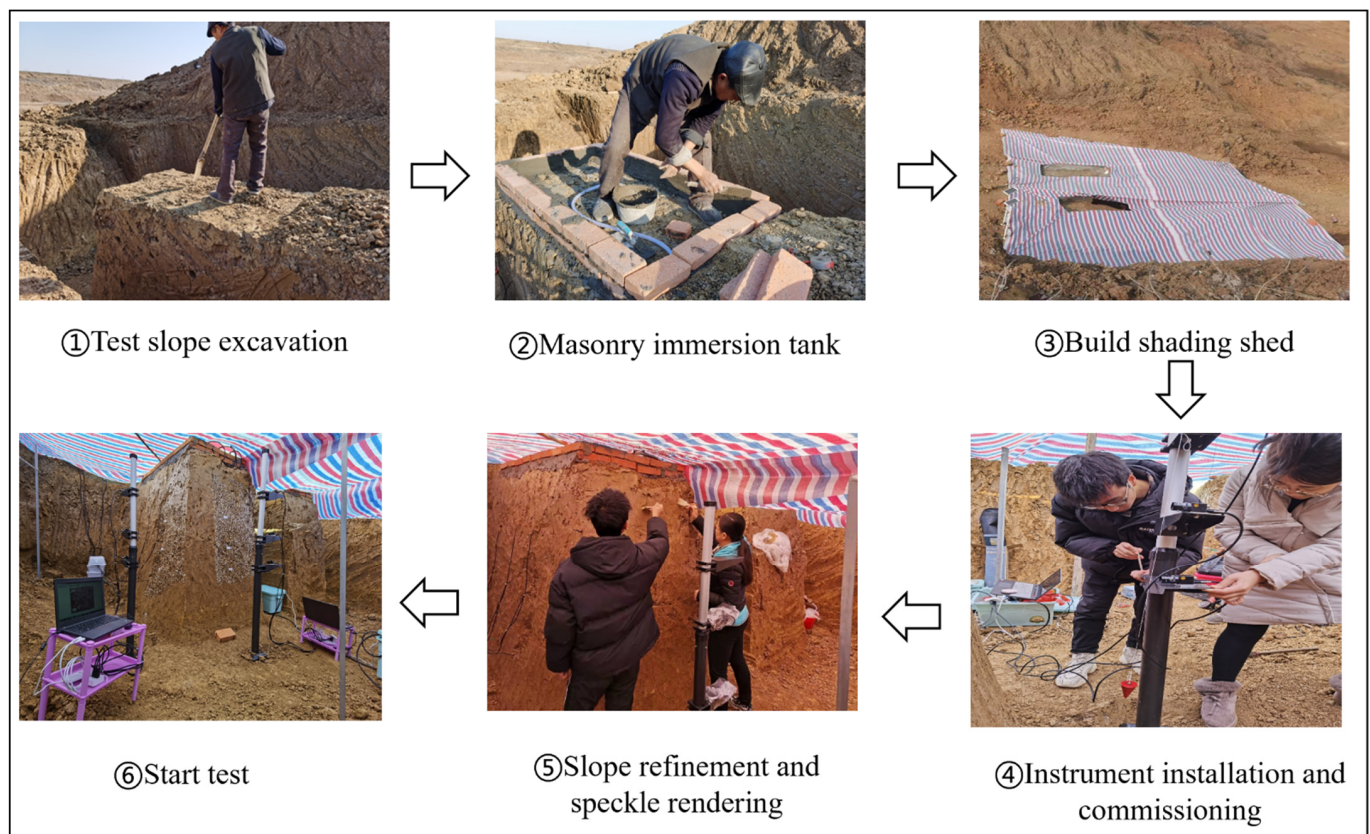 ①Test slope excavation
②Masonry immersion tank
③Build shading shed
④Instrument installation and
commissioning
⑤Slope refinement and
speckle rendering
⑥Start test